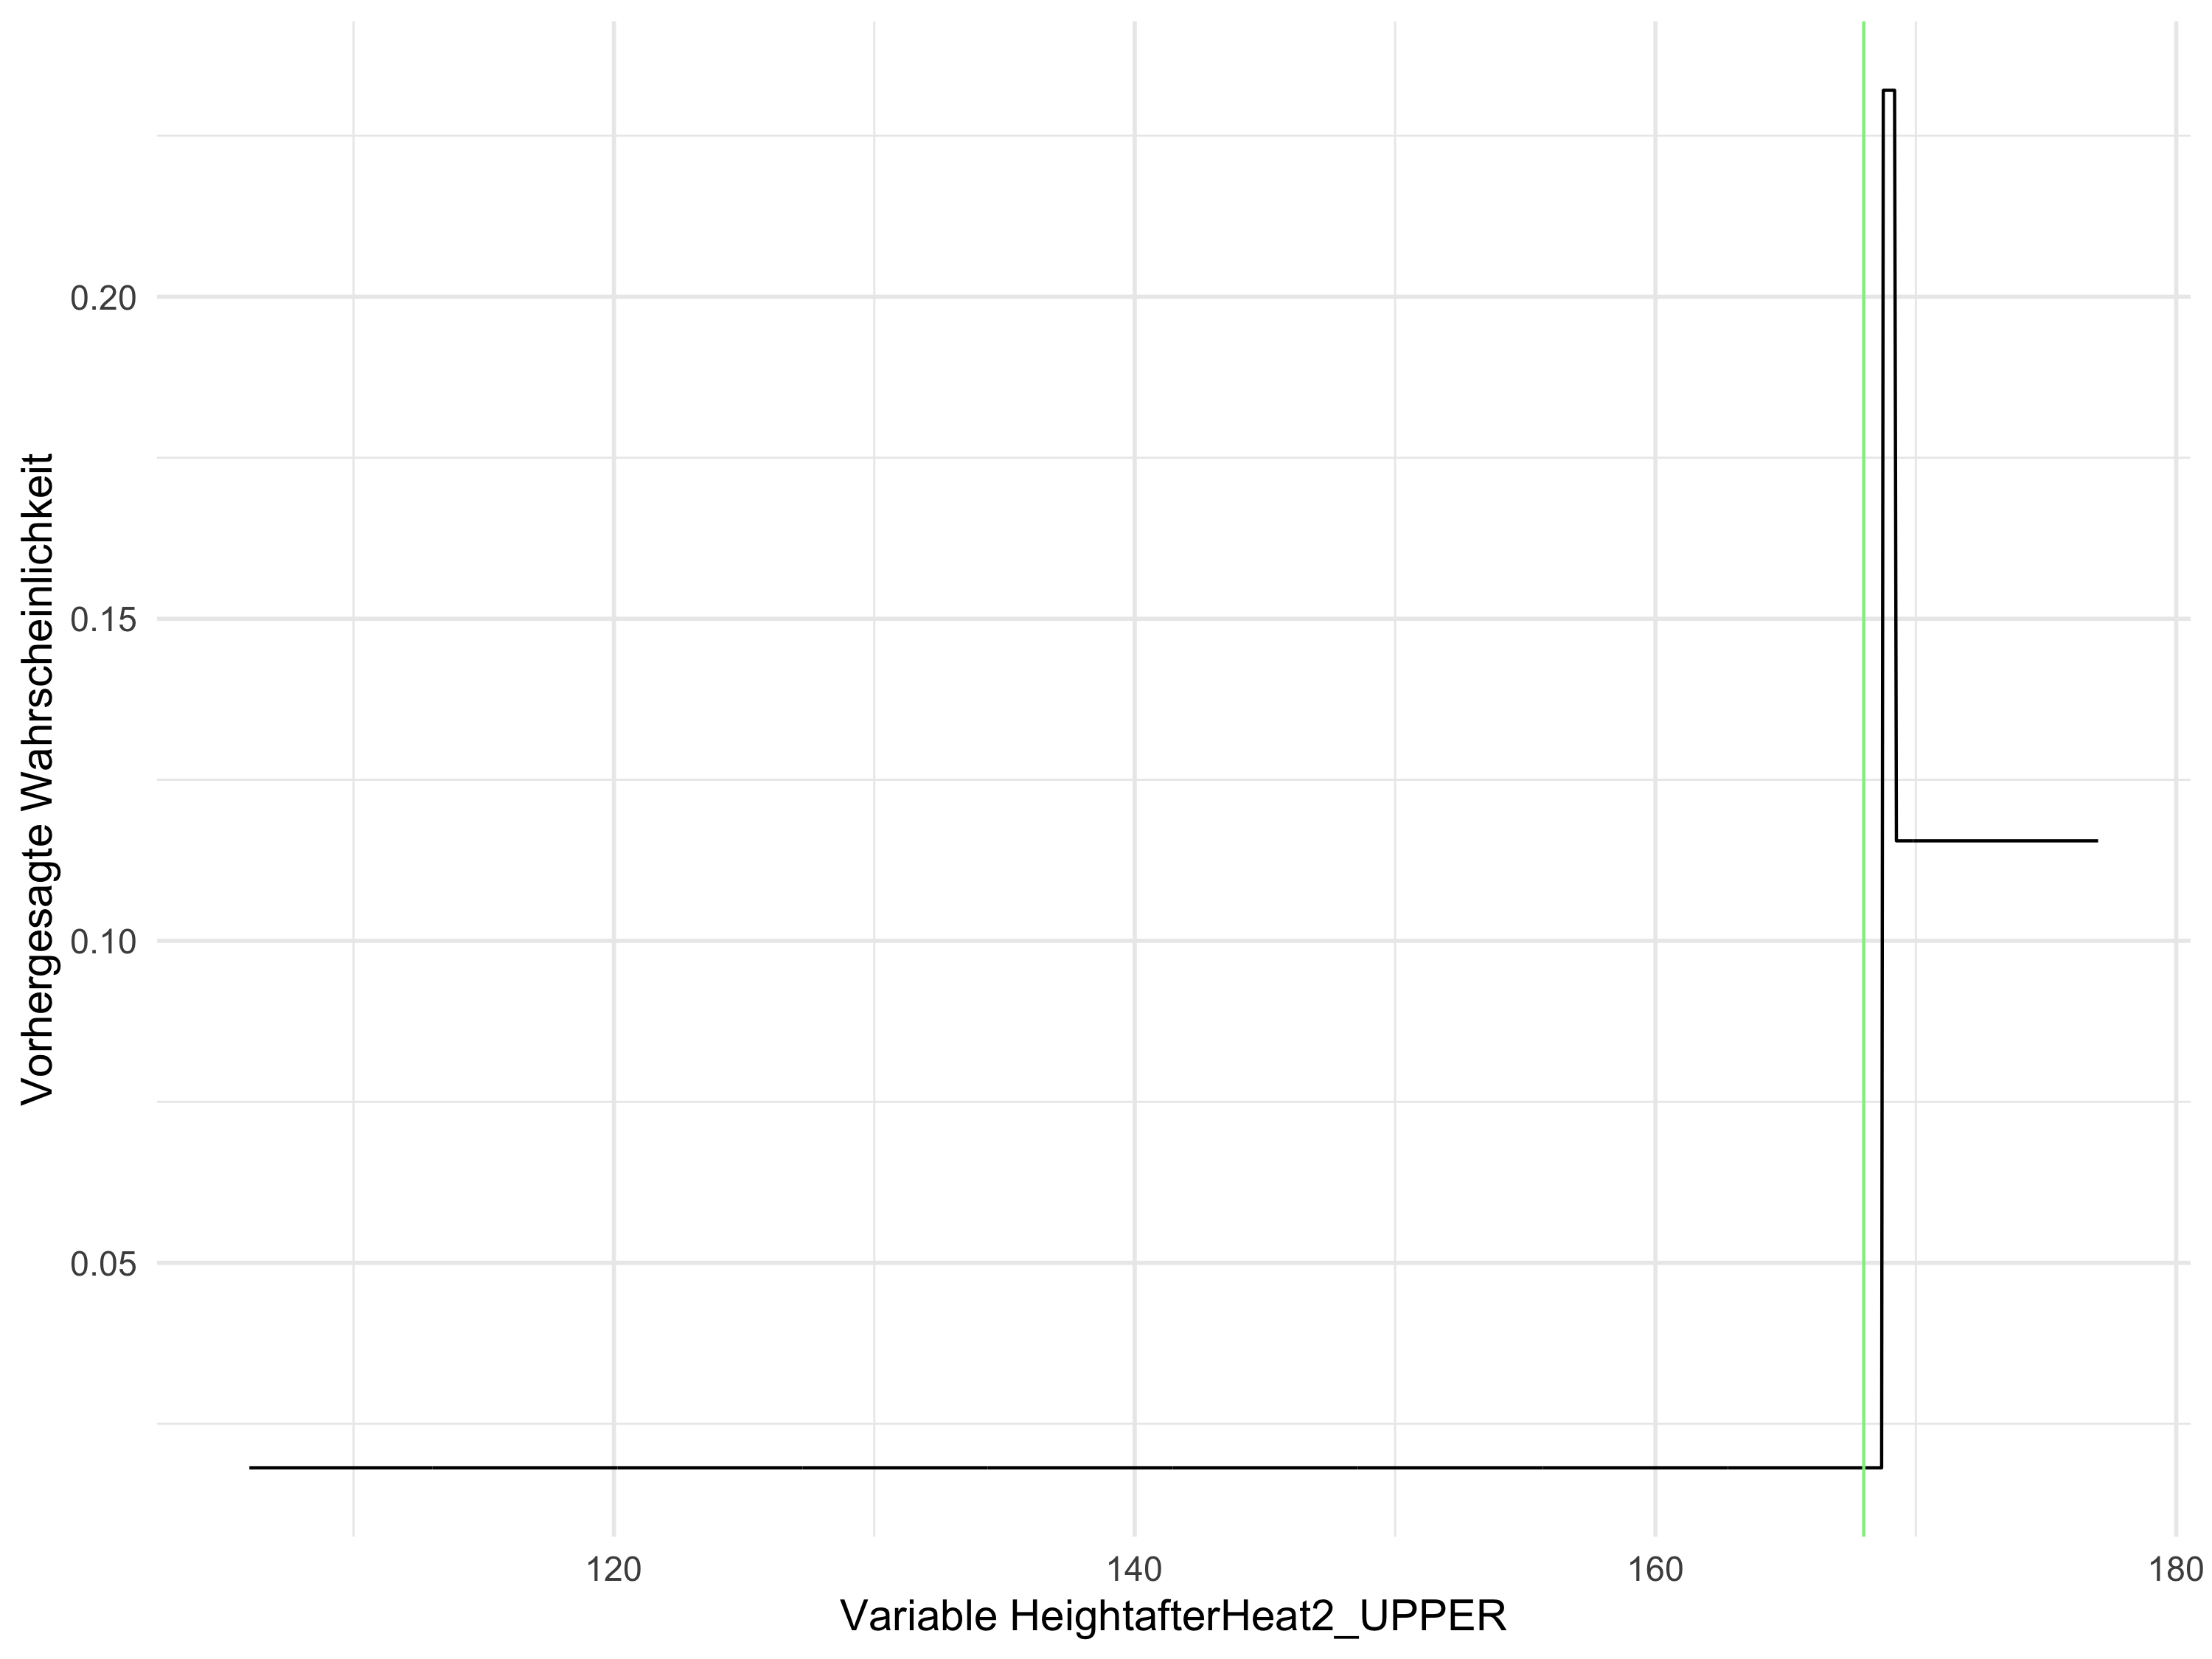 Vorhergesagte Wahrscheinlichkeit
0.20
0.15
0.10
0.05
120 140 160 180
Variable HeightafterHeat2_UPPER